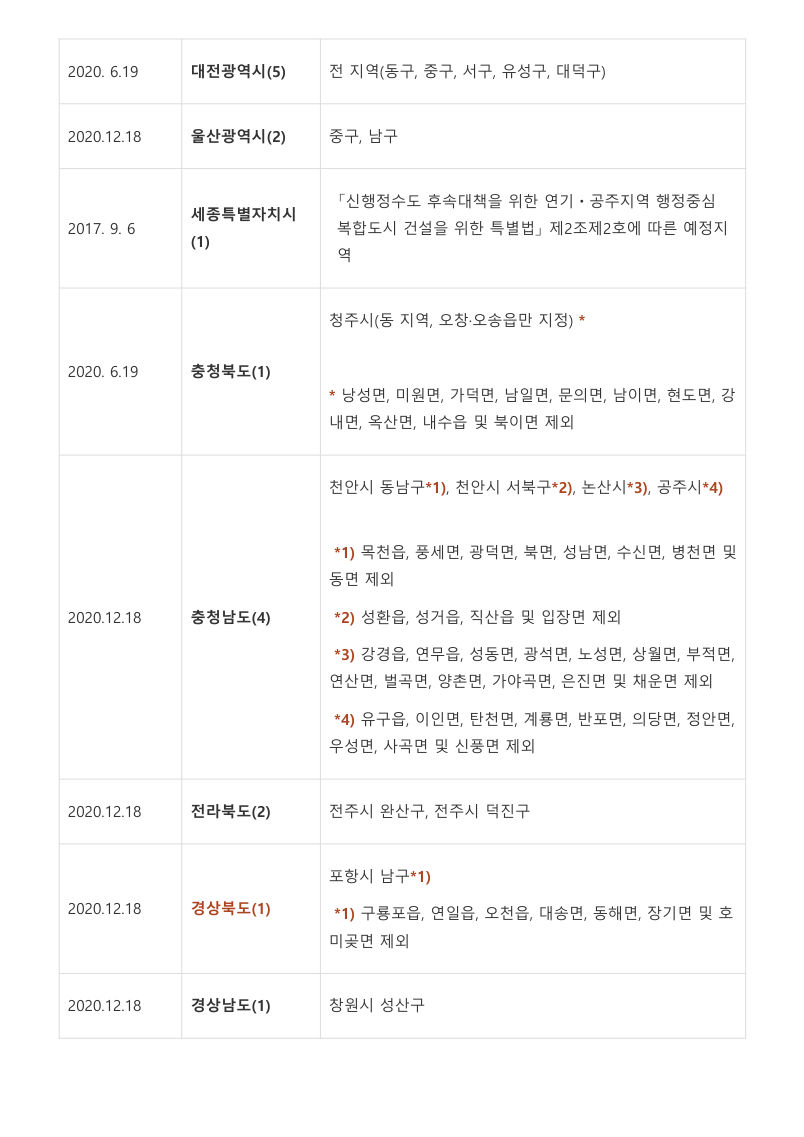 2020. 6.19
대전광역시(5)
전 지역(동구, 중구, 서구, 유성구, 대덕구)
2020.12.18
울산광역시(2)
중구, 남구
2017. 9. 6
세종특별자치시
(1)
「신행정수도 후속대책을 위한 연기・공주지역 행정중심
복합도시 건설을 위한 특별법」 제2조제2호에 따른 예정지
역
2020. 6.19
충청북도(1)
청주시(동 지역, 오창·오송읍만 지정) *
* 낭성면, 미원면, 가덕면, 남일면, 문의면, 남이면, 현도면, 강
내면, 옥산면, 내수읍 및 북이면 제외
2020.12.18
충청남도(4)
천안시 동남구*1), 천안시 서북구*2), 논산시*3), 공주시*4)
*1) 목천읍, 풍세면, 광덕면, 북면, 성남면, 수신면, 병천면 및
동면 제외
*2) 성환읍, 성거읍, 직산읍 및 입장면 제외
*3) 강경읍, 연무읍, 성동면, 광석면, 노성면, 상월면, 부적면,
연산면, 벌곡면, 양촌면, 가야곡면, 은진면 및 채운면 제외
*4) 유구읍, 이인면, 탄천면, 계룡면, 반포면, 의당면, 정안면,
우성면, 사곡면 및 신풍면 제외
2020.12.18
전라북도(2)
전주시 완산구, 전주시 덕진구
2020.12.18
경상북도(1)
포항시 남구*1)
*1) 구룡포읍, 연일읍, 오천읍, 대송면, 동해면, 장기면 및 호
미곶면 제외
2020.12.18
경상남도(1)
창원시 성산구